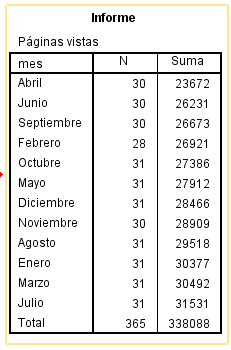 Informe
Páginas vistas
mes N Suma
Abril 30 23672
Junio 30 26231
Septiembre 30 26673
Febrero 28 26921
Octubre 31 27386
Mayo 31 27912
Diciembre 31 28466
Noviembre 30 28909
Agosto 31 29518
Enero 31 30377
Marzo 31 30492
Julio 31 31531
Total 365 338088